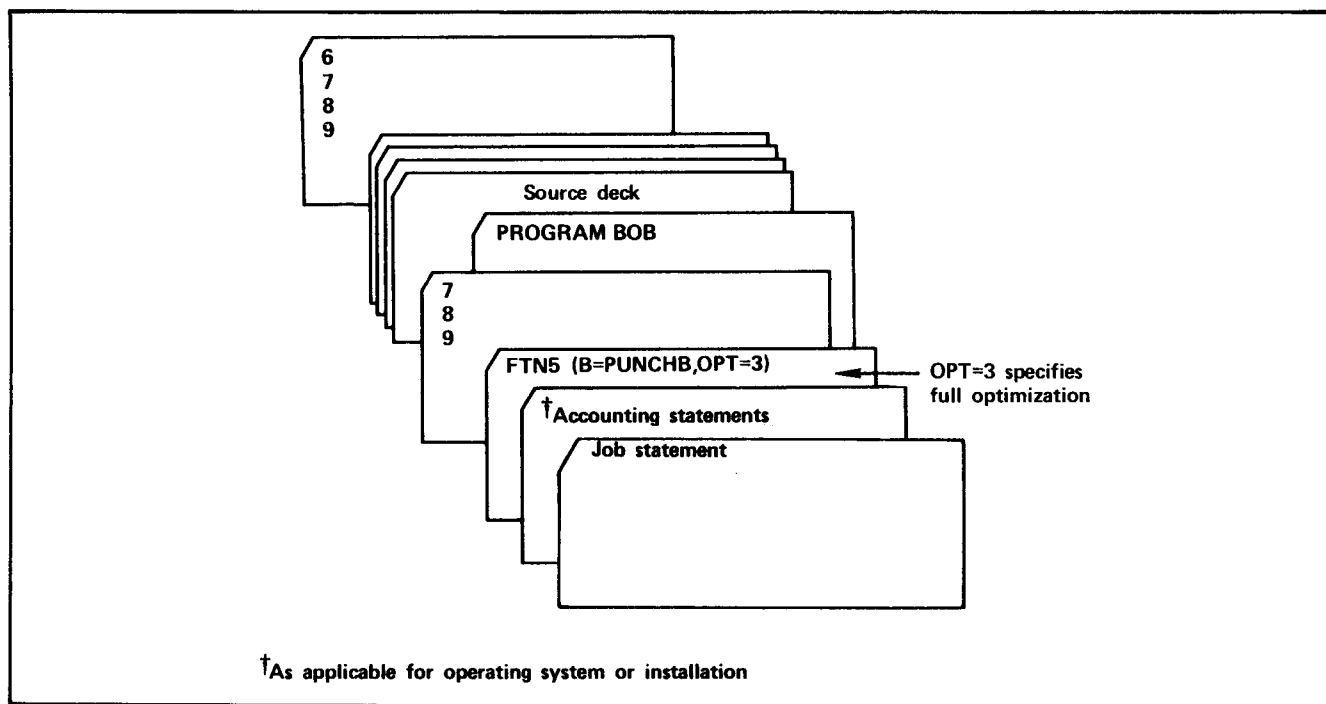 6
7
8
9
Source deck
PROGRAM BOB
7
8
9
FTN5 (B=PUNCHB,OPT=3)
OPT=3 specifies
full optimization
†Accounting statements
Job statement
†As applicable for operating system or installation